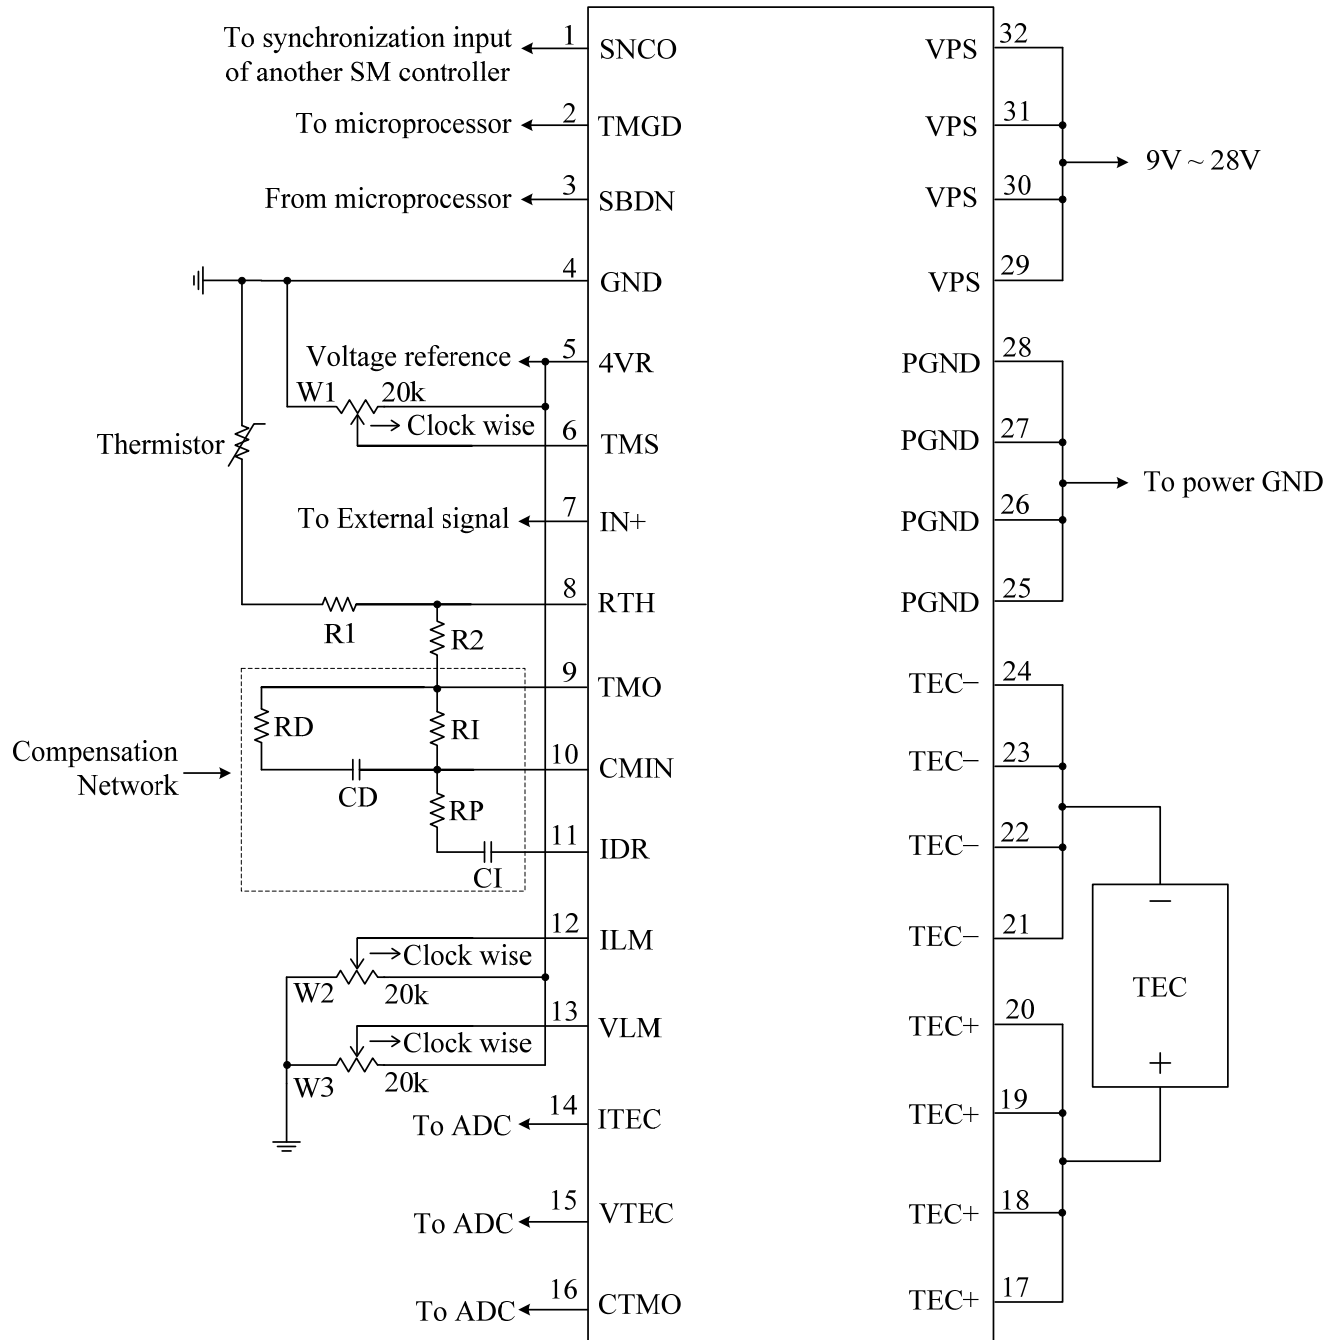 To synchronization input
of another SM controller
1
SNCO
To microprocessor
2
TMGD
From microprocessor
3
SBDN
4
GND
Voltage reference
5
4VR
W1
20k
Clock wise
6
TMS
Thermistor
To External signal
7
IN+
8
RTH
R1
R2
9
TMO
RD
RI
Compensation
Network
10
CMIN
CD
RP
11
IDR
CI
12
ILM
Clock wise
W2
20k
13
VLM
Clock wise
W3
20k
To ADC
14
ITEC
To ADC
15
VTEC
To ADC
16
CTMO
VPS
32
VPS
31
9V ~ 28V
VPS
30
VPS
29
PGND
28
PGND
27
To power GND
PGND
26
PGND
25
TEC−
24
TEC−
23
TEC−
22
TEC−
21
−
TEC
+
TEC+
20
TEC+
19
TEC+
18
TEC+
17